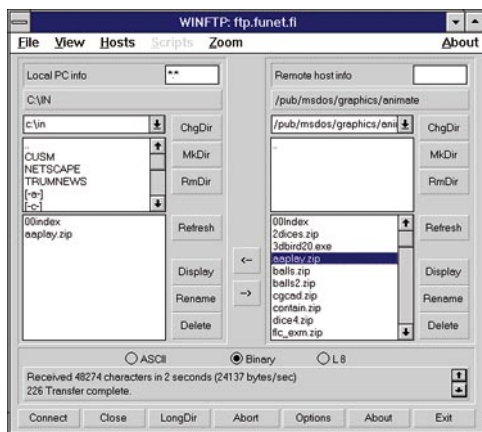 WINFTP: ftp.funet.fi
File View Hosts Scripts Zoom About
Local PC info *.*
C:\IN
c:\in
ChgDir
..
CUSM
NETSCAPE
TRUMNEWS
[-a-]
[-c-]
MkDir
RmDir
00index
aaplay.zip
Refresh
Display
Rename
Delete
<--
-->
Remote host info
/pub/msdos/graphics/animate
/pub/msdos/graphics/ani
ChgDir
..
MkDir
RmDir
00Index
2dices.zip
3dbird20.exe
aaplay.zip
balls.zip
balls2.zip
cgcad.zip
contain.zip
dice4.zip
flc_exm.zip
Refresh
Display
Rename
Delete
ASCII Binary L 8
Received 48274 characters in 2 seconds (24137 bytes/sec)
226 Transfer complete.
Connect Close LongDir Abort Options About Exit